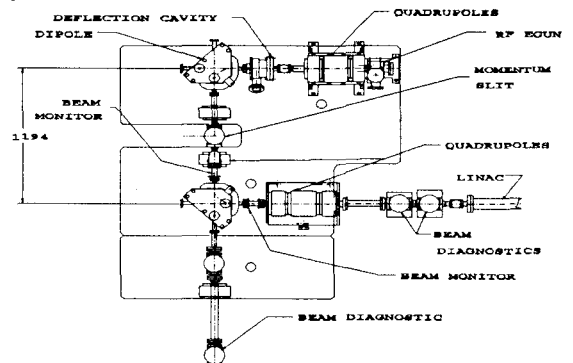 DEFLECTION CAVITY
DIPOLE
QUADRUPOLES
RF EGUN
MOMENTUM
SLIT
BEAM
MONITOR
1194
QUADRUPOLES
LINAC
BEAM
DIAGNOSTICS
BEAM MONITOR
BEAM DIAGNOSTIC